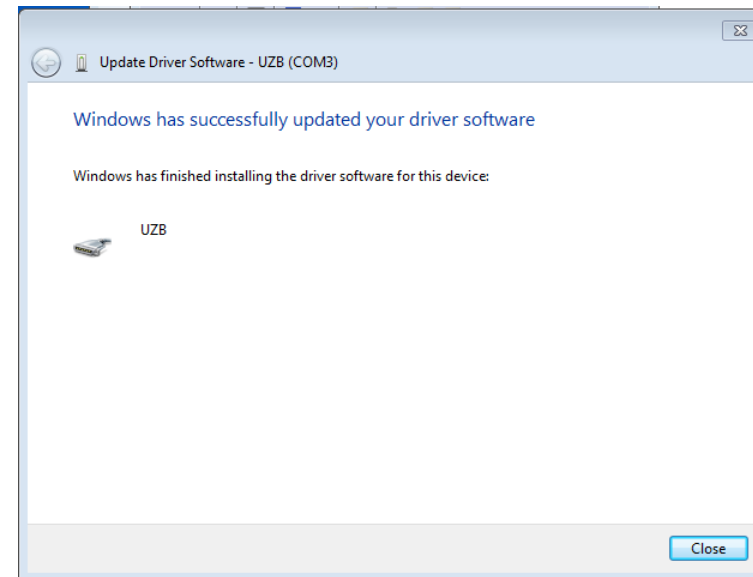 Update Driver Software - UZB (COM3)
Windows has successfully updated your driver software
Windows has finished installing the driver software for this device:
UZB
Close